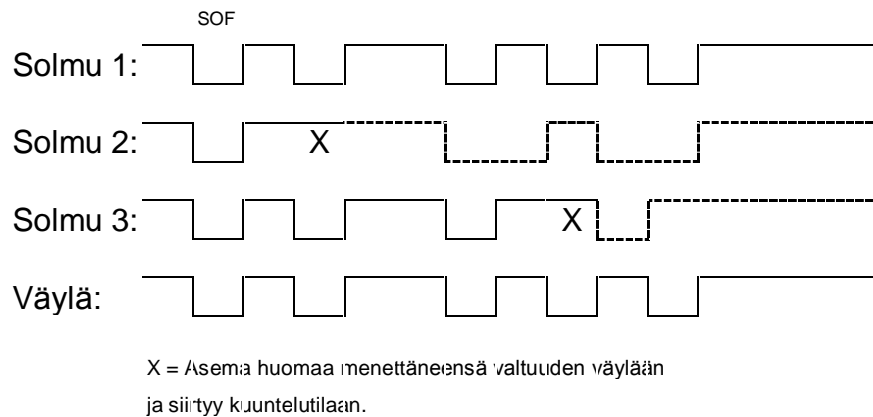 SOF
Solmu 1:
Solmu 2:
X
Solmu 3:
X
Väylä:
X = Asema huomaa menettäneensä valtuuden väylään
ja siirtyy kuuntelutilaan.